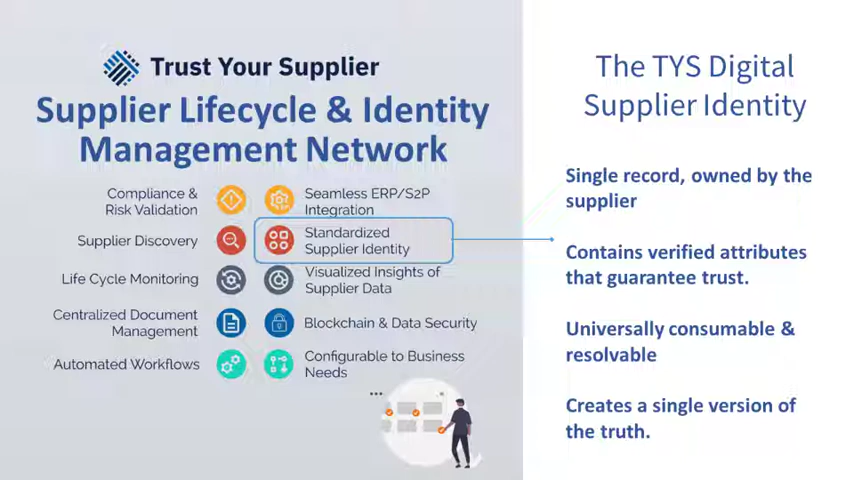 Trust Your Supplier
Supplier Lifecycle & Identity
Management Network
Compliance &
Risk Validation
Seamless ERP/S2P
Integration
Supplier Discovery
Standardized
Supplier Identity
Life Cycle Monitoring
Visualized Insights of
Supplier Data
Centralized Document
Management
Blockchain & Data Security
Automated Workflows
Configurable to Business
Needs
The TYS Digital
Supplier Identity
Single record, owned by the
supplier
Contains verified attributes
that guarantee trust.
Universally consumable &
resolvable
Creates a single version of
the truth.